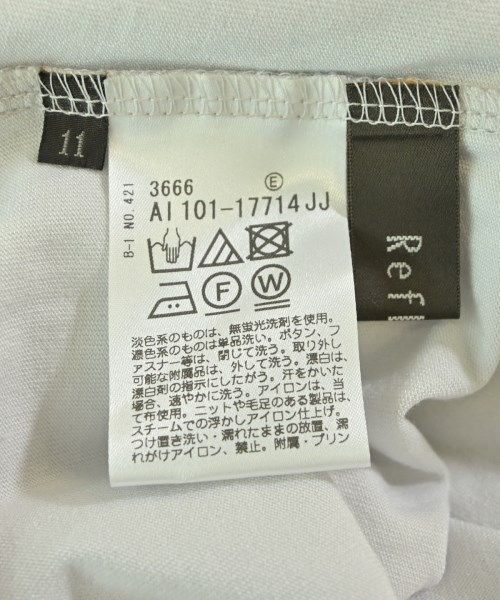 11
B-1 NO.421
3666 E
AI 101-17714JJ
F W
淡色系のものは、無蛍光洗剤を使用。
濃色系のものは単品洗い。ボタン、フ
ァスナー等は、閉じて洗う。取り外し
可能な附属品は、外して洗う。漂白は、
漂白剤の指示にしたがう。汗をかいた
場合、速やかに洗う。アイロンは、当
て布使用。ニットや毛足のある製品は、
スチームでの浮かしアイロン仕上げ。
つけ置き洗い・濡れたままの放置、濡
れがけアイロン、禁止。附属・プリン
Ref